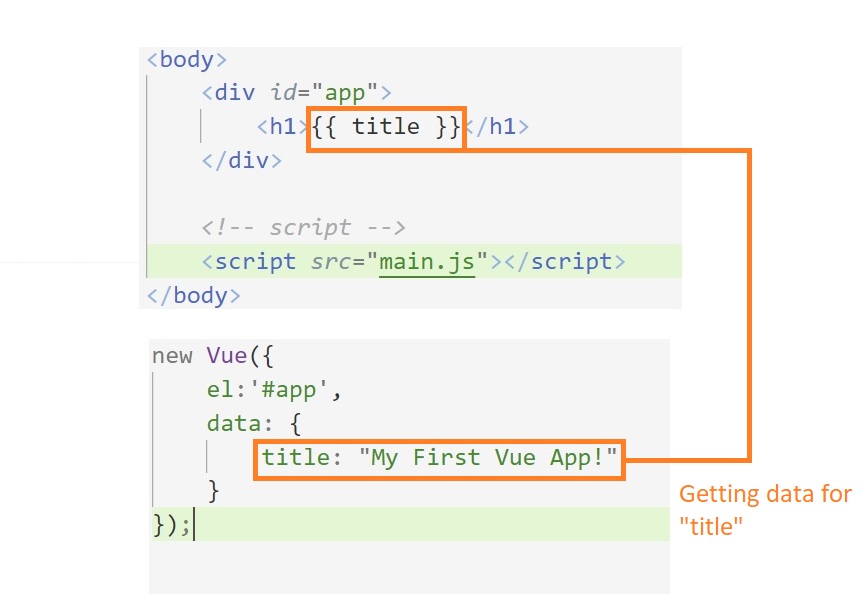 <body>
<div id="app">
<h1>{{ title }}</h1>
</div>
<!-- script -->
<script src="main.js"></script>
</body>
new Vue({
el:'#app',
data: {
title: "My First Vue App!"
}
});
Getting data for
"title"